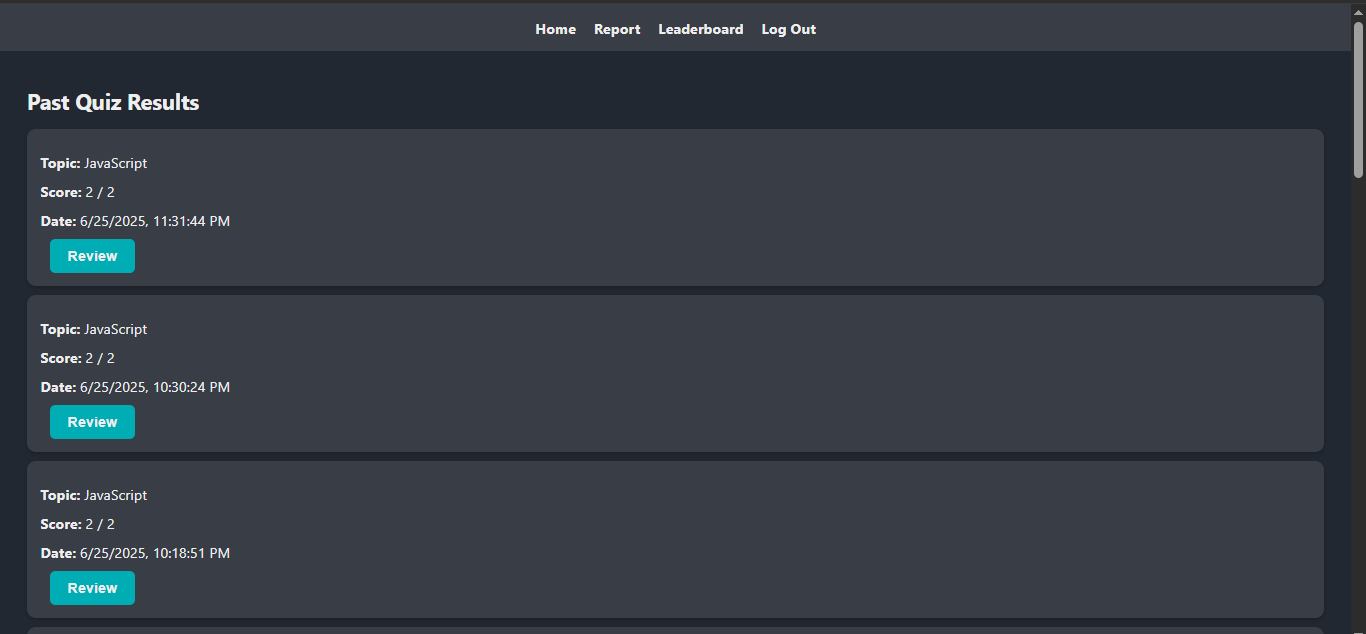 Home Report Leaderboard Log Out
Past Quiz Results
Topic: JavaScript
Score: 2 / 2
Date: 6/25/2025, 11:31:44 PM
Review
Topic: JavaScript
Score: 2 / 2
Date: 6/25/2025, 10:30:24 PM
Review
Topic: JavaScript
Score: 2 / 2
Date: 6/25/2025, 10:18:51 PM
Review